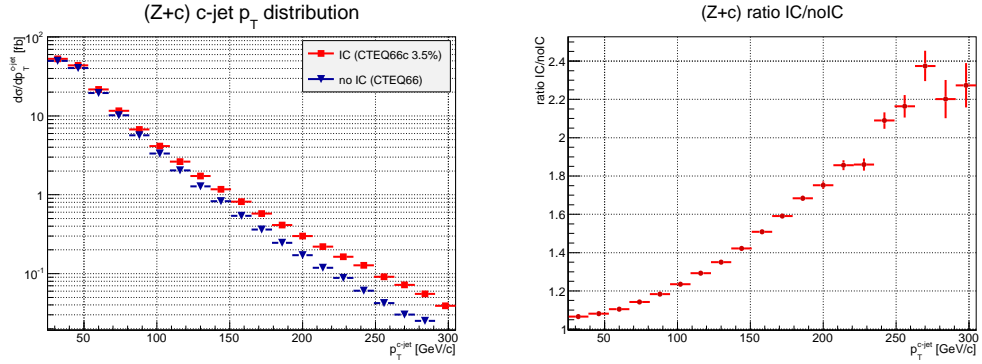 (Z+c) c-jet p_T distribution
dσ/dp_T^{c-jet} [fb]
10^2
10
1
10^{-1}
IC (CTEQ66c 3.5%)
no IC (CTEQ66)
50 100 150 200 250 300
p_T^{c-jet} [GeV/c]
(Z+c) ratio IC/noIC
ratio IC/noIC
2.4
2.2
2
1.8
1.6
1.4
1.2
1
50 100 150 200 250 300
p_T^{c-jet} [GeV/c]